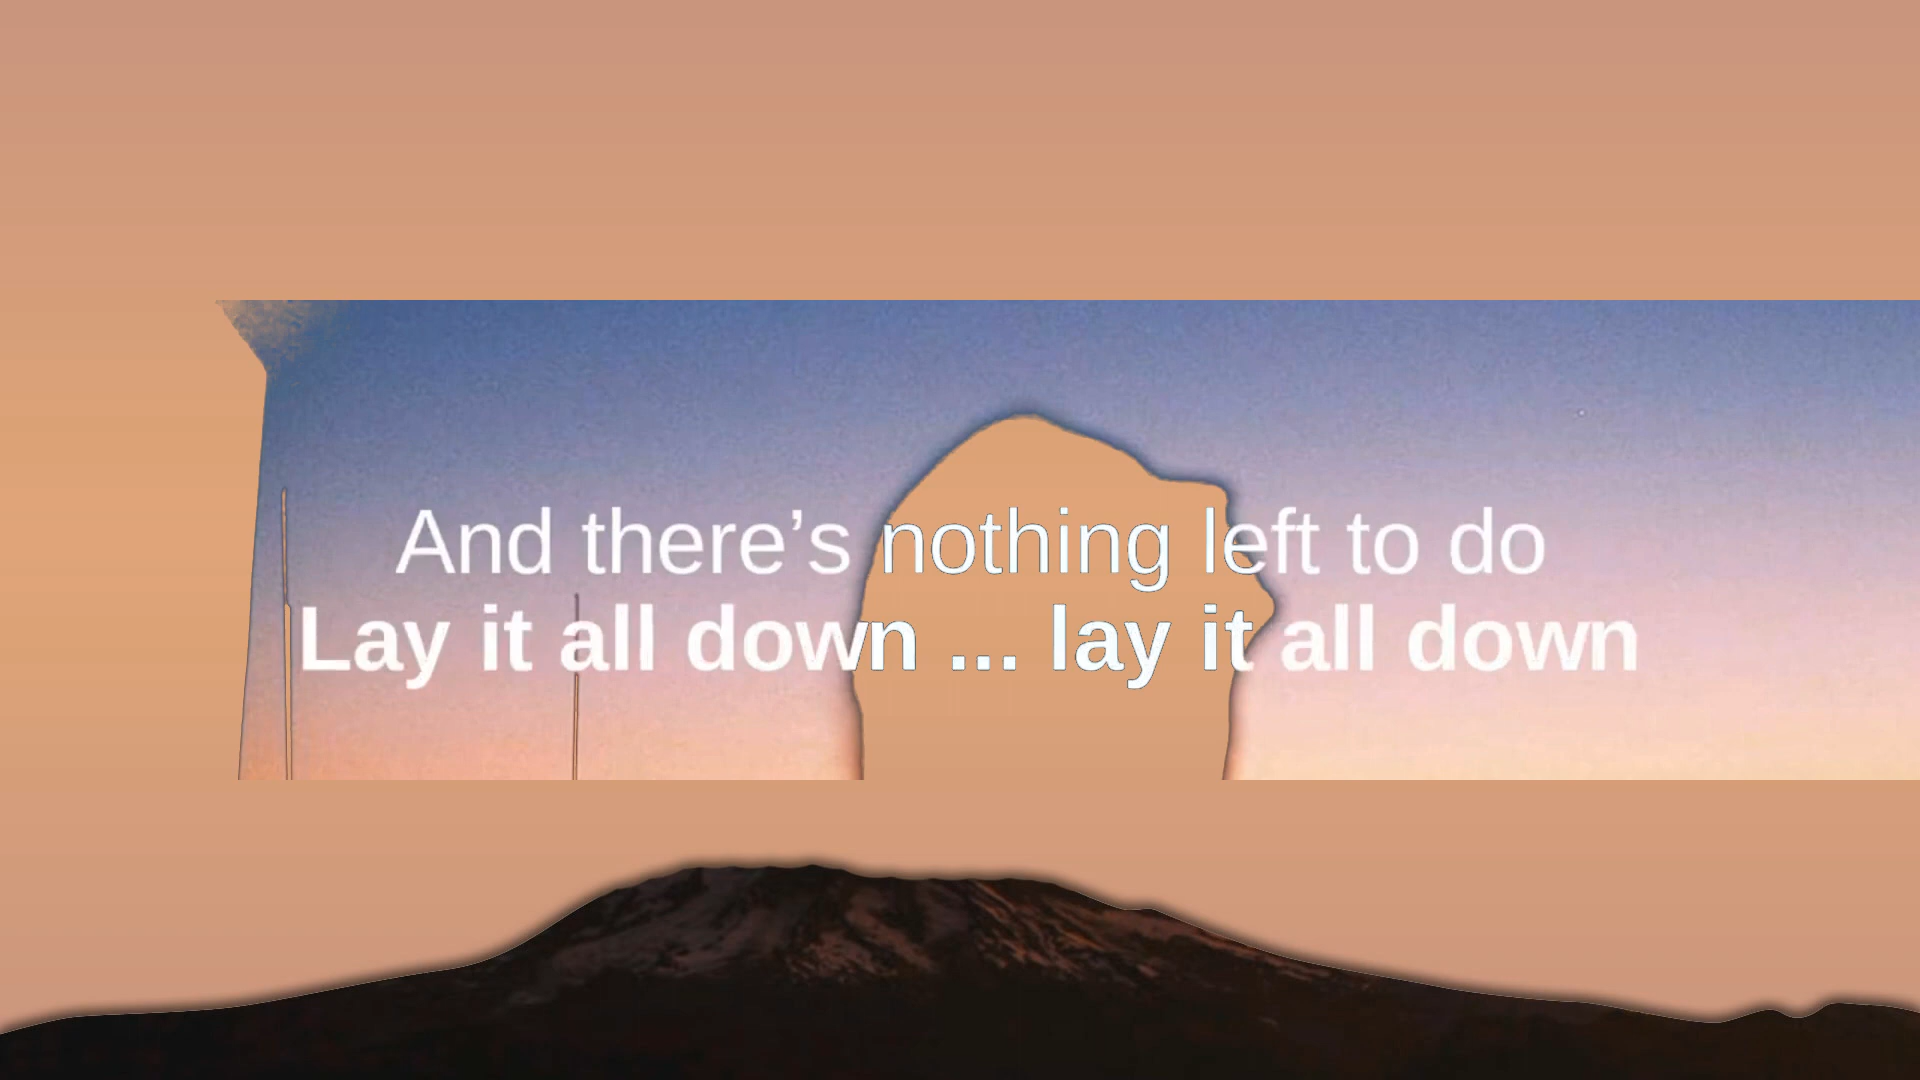 And there’s nothing left to do
Lay it all down ... lay it all down